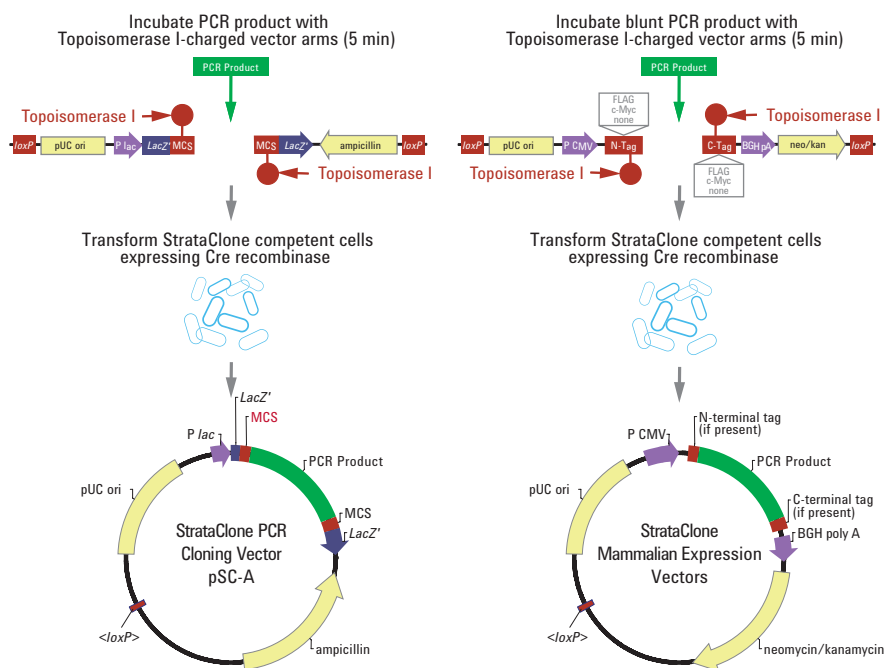 Incubate PCR product with
Topoisomerase I-charged vector arms (5 min)
PCR Product
Topoisomerase I
loxP
pUC ori
P lac
LacZ'
MCS
MCS
LacZ'
ampicillin
loxP
Topoisomerase I
Transform StrataClone competent cells
expressing Cre recombinase
LacZ'
MCS
P lac
PCR Product
pUC ori
MCS
LacZ'
StrataClone PCR
Cloning Vector
pSC-A
<loxP>
ampicillin
Incubate blunt PCR product with
Topoisomerase I-charged vector arms (5 min)
PCR Product
FLAG
c-Myc
none
Topoisomerase I
loxP
pUC ori
P CMV
N-Tag
C-Tag
BGH pA
neo/kan
loxP
Topoisomerase I
FLAG
c-Myc
none
Transform StrataClone competent cells
expressing Cre recombinase
P CMV
N-terminal tag
(if present)
PCR Product
pUC ori
C-terminal tag
(if present)
BGH poly A
StrataClone
Mammalian Expression
Vectors
<loxP>
neomycin/kanamycin